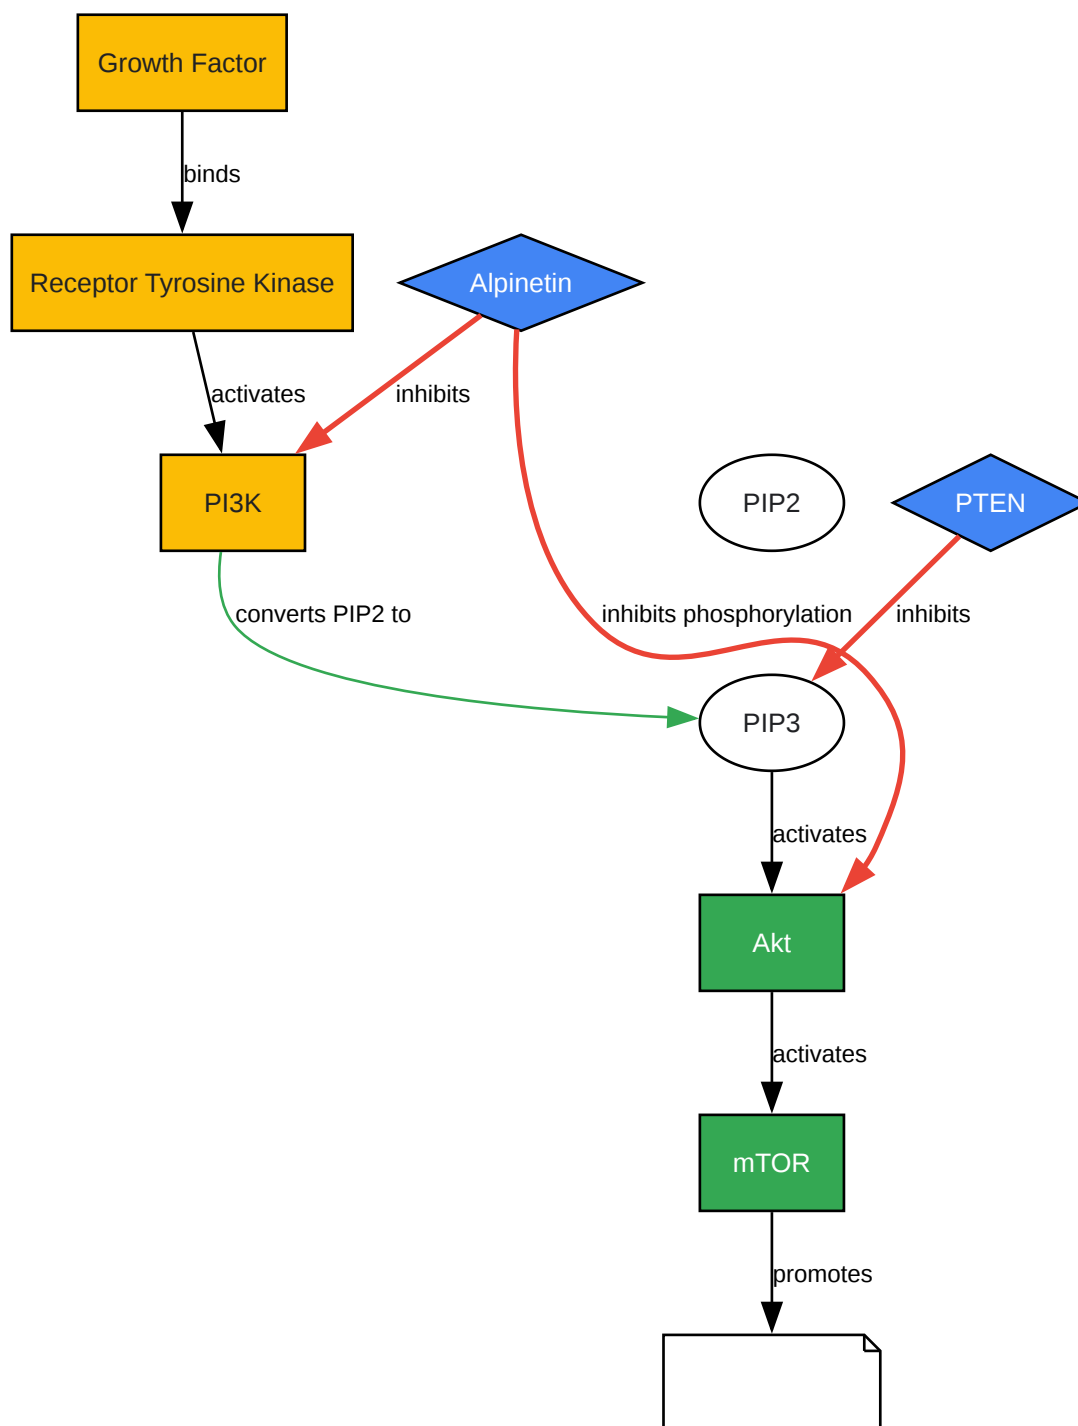 Growth Factor
binds
Receptor Tyrosine Kinase
Alpinetin
activates
inhibits
PI3K
PIP2
PTEN
converts PIP2 to
inhibits phosphorylation
inhibits
PIP3
activates
Akt
activates
mTOR
promotes